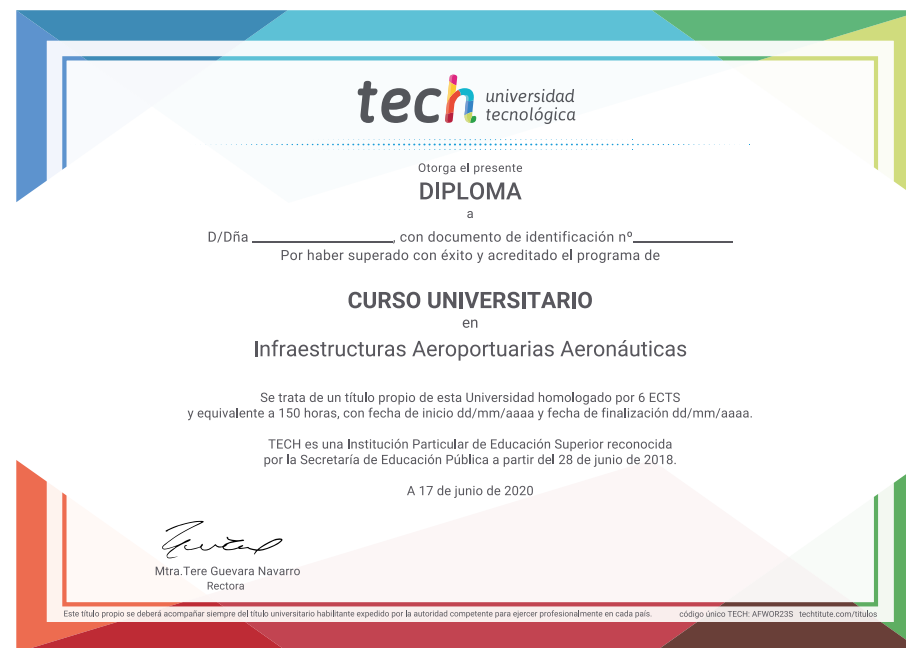 tech universidad
tecnológica
Otorga el presente
DIPLOMA
a
D/Dña ____________________, con documento de identificación nº______________
Por haber superado con éxito y acreditado el programa de
CURSO UNIVERSITARIO
en
Infraestructuras Aeroportuarias Aeronáuticas
Se trata de un título propio de esta Universidad homologado por 6 ECTS
y equivalente a 150 horas, con fecha de inicio dd/mm/aaaa y fecha de finalización dd/mm/aaaa.
TECH es una Institución Particular de Educación Superior reconocida
por la Secretaría de Educación Pública a partir del 28 de junio de 2018.
A 17 de junio de 2020
Mtra.Tere Guevara Navarro
Rectora
Este título propio se deberá acompañar siempre del título universitario habilitante expedido por la autoridad competente para ejercer profesionalmente en cada país. código único TECH: AFWOR23S techtitute.com/titulos